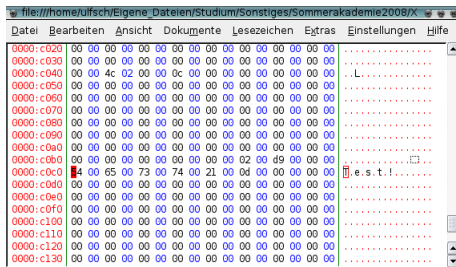 file:///home/ulfsch/Eigene_Dateien/Studium/Sonstiges/Sommerakademie2008/X
Datei Bearbeiten Ansicht Dokumente Lesezeichen Extras Einstellungen Hilfe
0000:c020 00 00 00 00 00 00 00 00 00 00 00 00 00 00 00 00 ................
0000:c030 00 00 00 00 00 00 00 00 00 00 00 00 00 00 00 00 ................
0000:c040 00 00 4c 02 00 00 0c 00 00 00 00 00 00 00 00 00 ..L.............
0000:c050 00 00 00 00 00 00 00 00 00 00 00 00 00 00 00 00 ................
0000:c060 00 00 00 00 00 00 00 00 00 00 00 00 00 00 00 00 ................
0000:c070 00 00 00 00 00 00 00 00 00 00 00 00 00 00 00 00 ................
0000:c080 00 00 00 00 00 00 00 00 00 00 00 00 00 00 00 00 ................
0000:c090 00 00 00 00 00 00 00 00 00 00 00 00 00 00 00 00 ................
0000:c0a0 00 00 00 00 00 00 00 00 00 00 00 00 00 00 00 00 ................
0000:c0b0 00 00 00 00 00 00 00 00 00 00 02 00 d9 00 00 00 ................
0000:c0c0 54 00 65 00 73 00 74 00 21 00 0d 00 00 00 00 00 T.e.s.t.!.......
0000:c0d0 00 00 00 00 00 00 00 00 00 00 00 00 00 00 00 00 ................
0000:c0e0 00 00 00 00 00 00 00 00 00 00 00 00 00 00 00 00 ................
0000:c0f0 00 00 00 00 00 00 00 00 00 00 00 00 00 00 00 00 ................
0000:c100 00 00 00 00 00 00 00 00 00 00 00 00 00 00 00 00 ................
0000:c110 00 00 00 00 00 00 00 00 00 00 00 00 00 00 00 00 ................
0000:c120 00 00 00 00 00 00 00 00 00 00 00 00 00 00 00 00 ................
0000:c130 00 00 00 00 00 00 00 00 00 00 00 00 00 00 00 00 ................